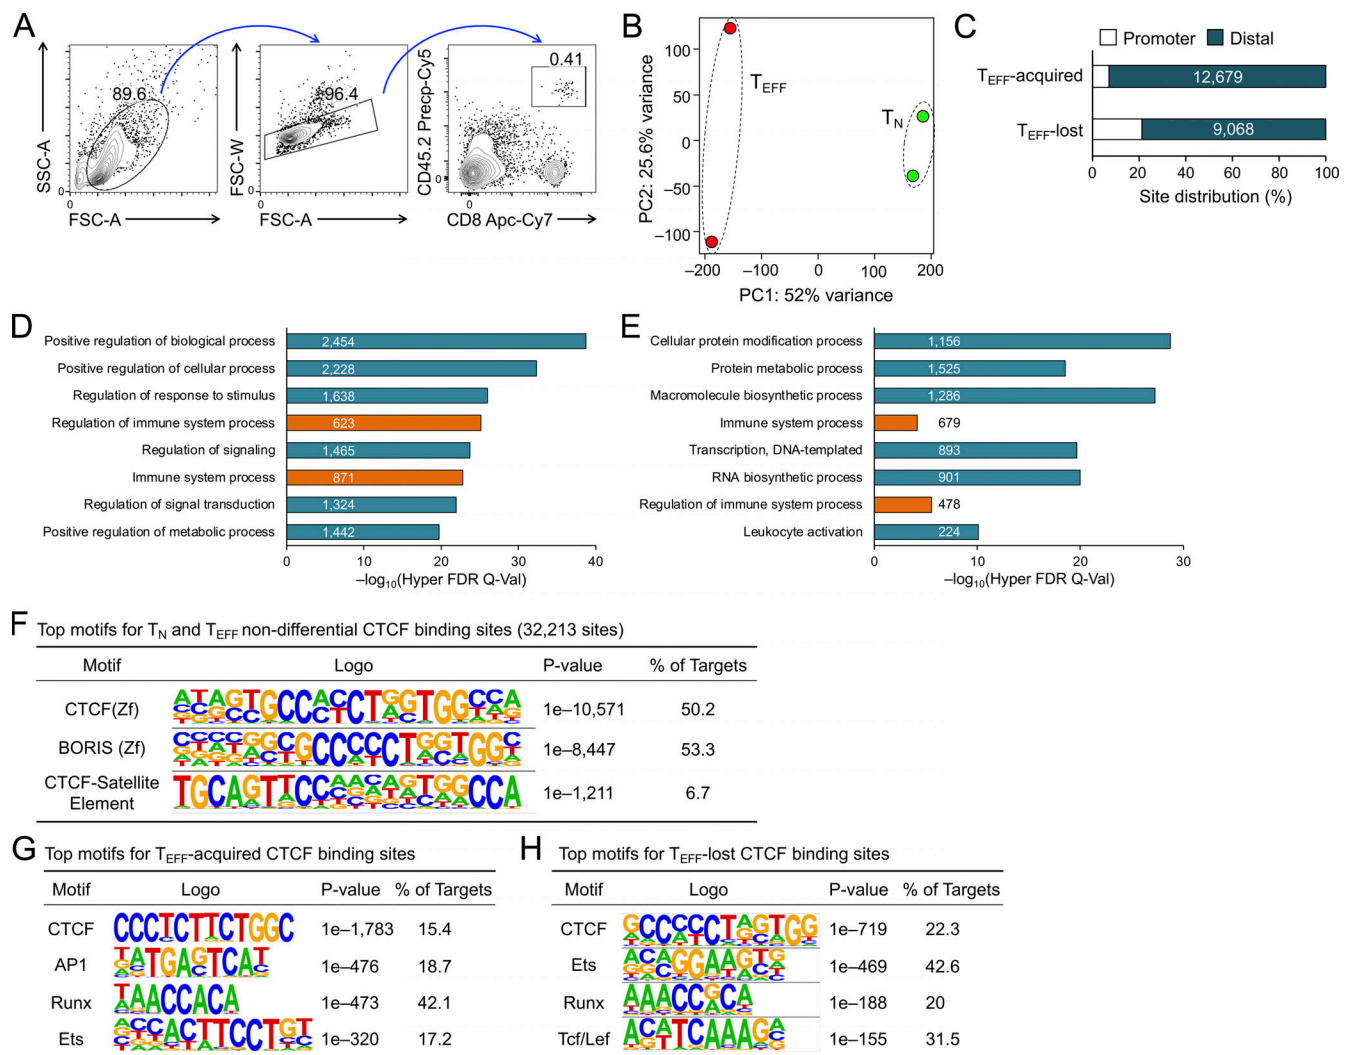 A
SSC-A
89.6
0
FSC-A
FSC-W
96.4
0
FSC-A
CD45.2 Precp-Cy5
0.41
0
0
CD8 Apc-Cy7
B
PC2: 25.6% variance
100
50
0
−50
−100
TEFF
TN
−200 −100 0 100 200
PC1: 52% variance
C
Promoter Distal
TEFF-acquired 12,679
TEFF-lost 9,068
0 20 40 60 80 100
Site distribution (%)
D
Positive regulation of biological process 2,454
Positive regulation of cellular process 2,228
Regulation of response to stimulus 1,638
Regulation of immune system process 623
Regulation of signaling 1,465
Immune system process 871
Regulation of signal transduction 1,324
Positive regulation of metabolic process 1,442
0 10 20 30 40
−log10(Hyper FDR Q-Val)
E
Cellular protein modification process 1,156
Protein metabolic process 1,525
Macromolecule biosynthetic process 1,286
Immune system process 679
Transcription, DNA-templated 893
RNA biosynthetic process 901
Regulation of immune system process 478
Leukocyte activation 224
0 10 20 30
−log10(Hyper FDR Q-Val)
F Top motifs for TN and TEFF non-differential CTCF binding sites (32,213 sites)
Motif Logo P-value % of Targets
CTCF(Zf) 1e−10,571 50.2
BORIS (Zf) 1e−8,447 53.3
CTCF-Satellite
Element TGCAGTTCCAACAGTGGCCA 1e−1,211 6.7
G Top motifs for TEFF-acquired CTCF binding sites
Motif Logo P-value % of Targets
CTCF CCCTCTTCTGGC 1e−1,783 15.4
AP1 TATGAGTCAT 1e−476 18.7
Runx TAACCACA 1e−473 42.1
Ets 1e−320 17.2
H Top motifs for TEFF-lost CTCF binding sites
Motif Logo P-value % of Targets
CTCF GCCCCCTAGTGG 1e−719 22.3
Ets ACAGGAAGTG 1e−469 42.6
Runx AAACCGCA 1e−188 20
Tcf/Lef ACATCAAAGG 1e−155 31.5